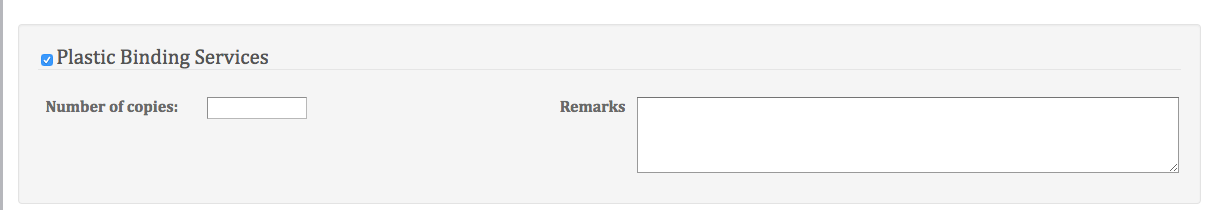 Plastic Binding Services
Number of copies:
Remarks